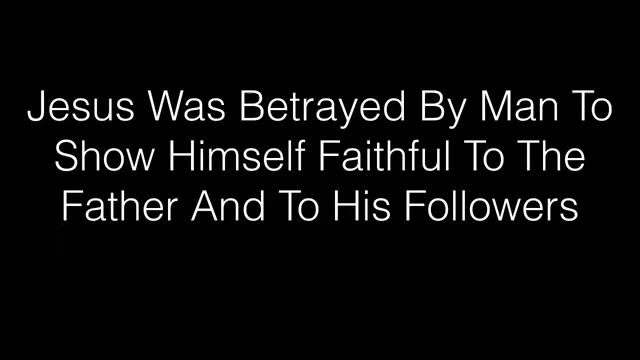 Jesus Was Betrayed By Man To
Show Himself Faithful To The
Father And To His Followers